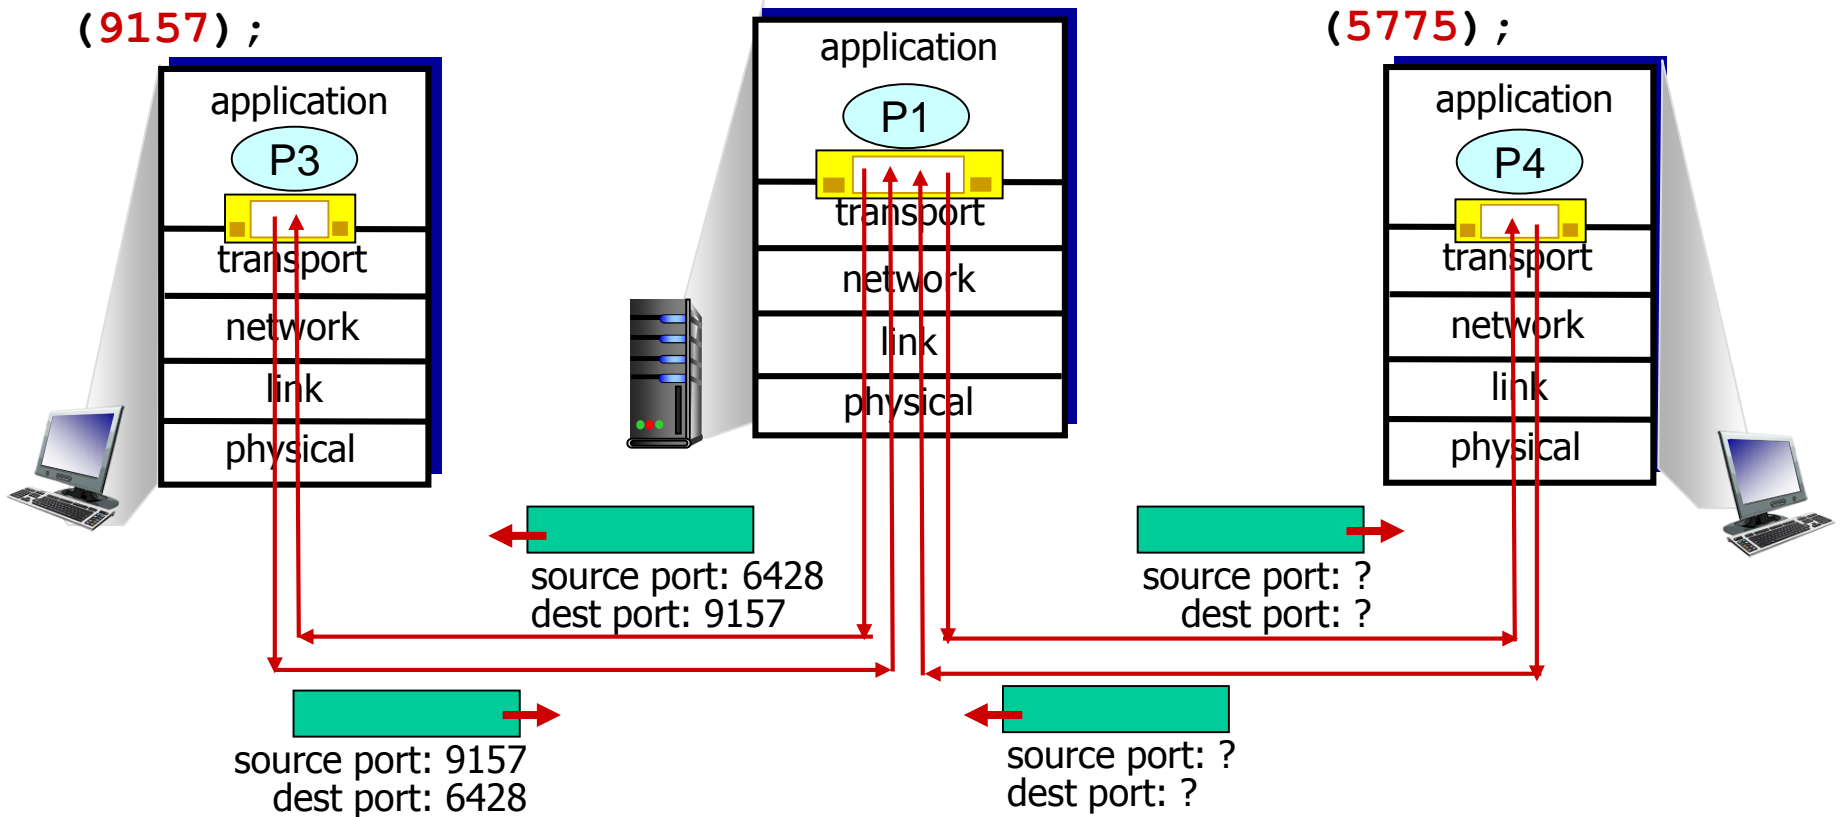 (9157);
application
P3
transport
network
link
physical
application
P1
transport
network
link
physical
(5775);
application
P4
transport
network
link
physical
source port: 6428
dest port: 9157
source port: ?
dest port: ?
source port: 9157
dest port: 6428
source port: ?
dest port: ?